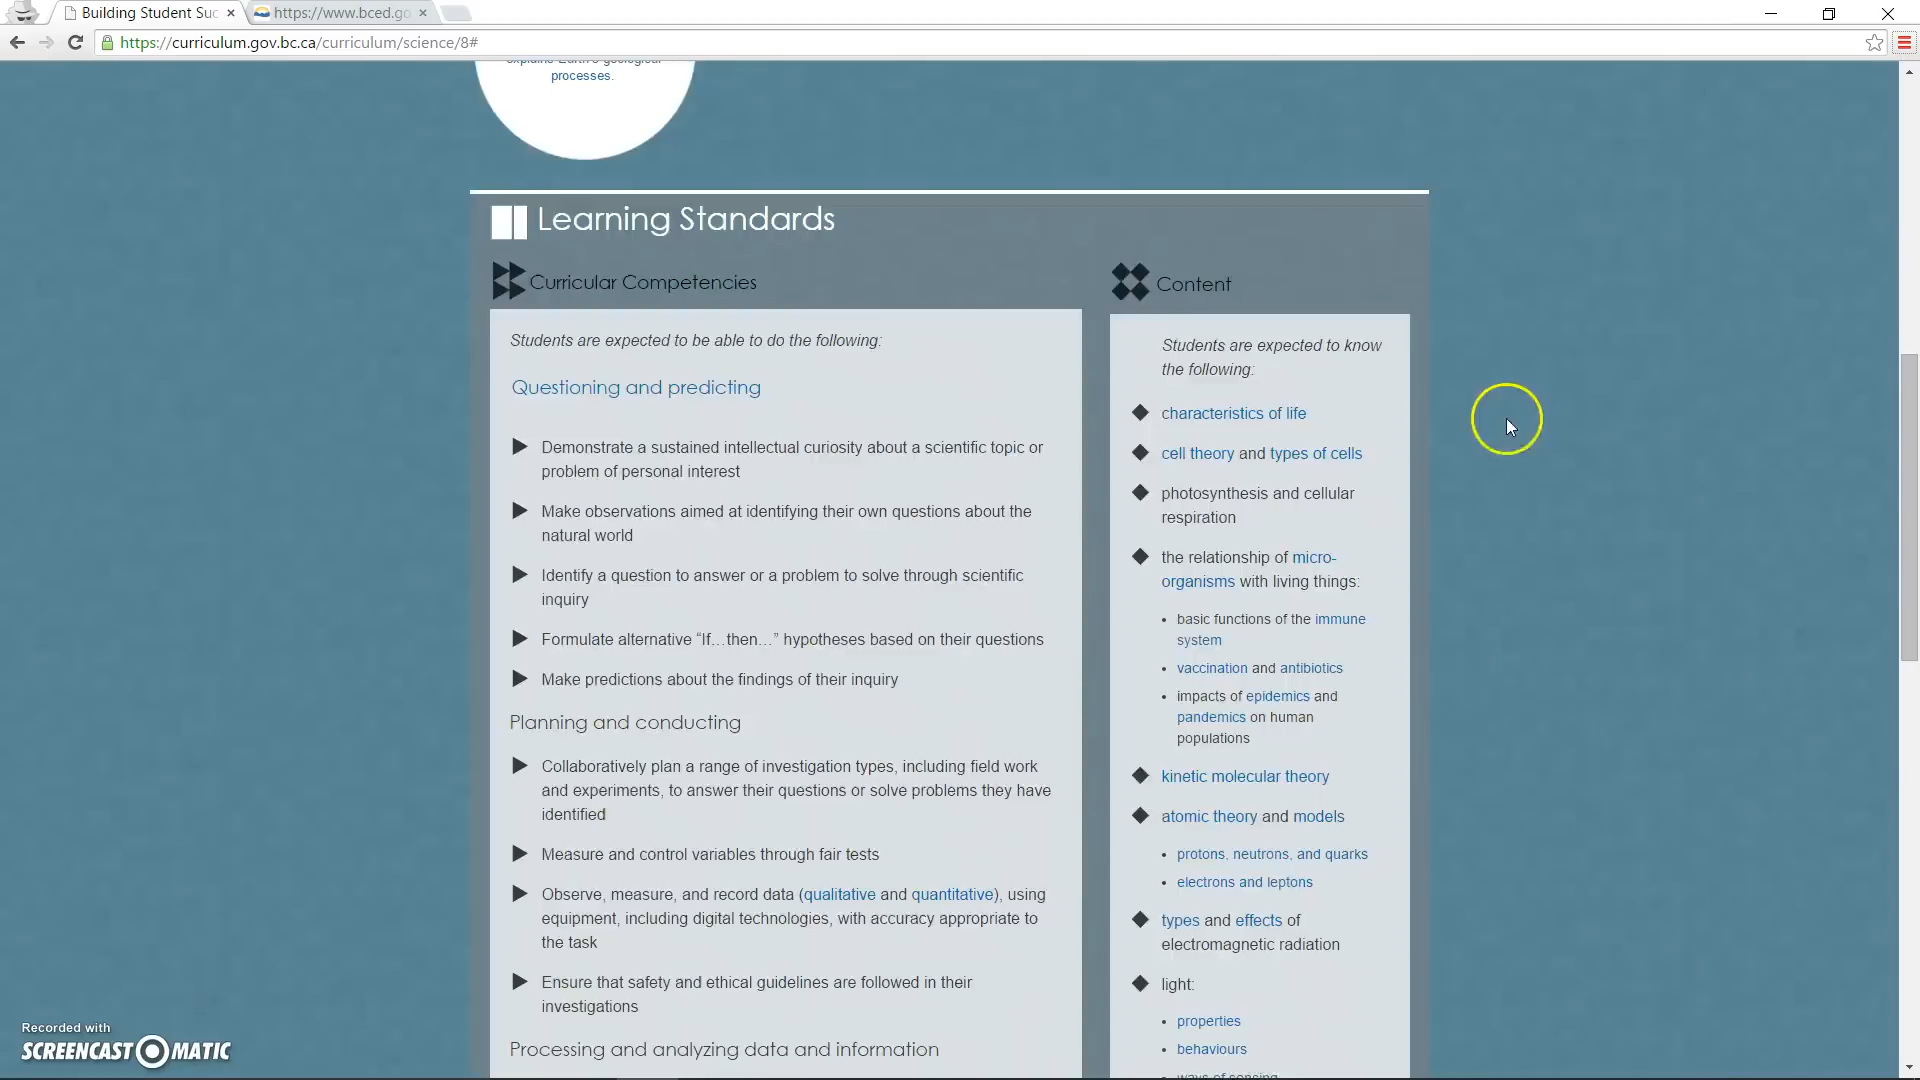 Building Student Suc
https://www.bced.go
https://curriculum.gov.bc.ca/curriculum/science/8#
explains Earth's geological
processes.
Learning Standards
Curricular Competencies
Students are expected to be able to do the following:
Questioning and predicting
Demonstrate a sustained intellectual curiosity about a scientific topic or
problem of personal interest
Make observations aimed at identifying their own questions about the
natural world
Identify a question to answer or a problem to solve through scientific
inquiry
Formulate alternative “If…then…” hypotheses based on their questions
Make predictions about the findings of their inquiry
Planning and conducting
Collaboratively plan a range of investigation types, including field work
and experiments, to answer their questions or solve problems they have
identified
Measure and control variables through fair tests
Observe, measure, and record data (qualitative and quantitative), using
equipment, including digital technologies, with accuracy appropriate to
the task
Ensure that safety and ethical guidelines are followed in their
investigations
Processing and analyzing data and information
Content
Students are expected to know
the following:
characteristics of life
cell theory and types of cells
photosynthesis and cellular
respiration
the relationship of micro-
organisms with living things:
basic functions of the immune
system
vaccination and antibiotics
impacts of epidemics and
pandemics on human
populations
kinetic molecular theory
atomic theory and models
protons, neutrons, and quarks
electrons and leptons
types and effects of
electromagnetic radiation
light:
properties
behaviours
ways of sensing
Recorded with
SCREENCAST MATIC